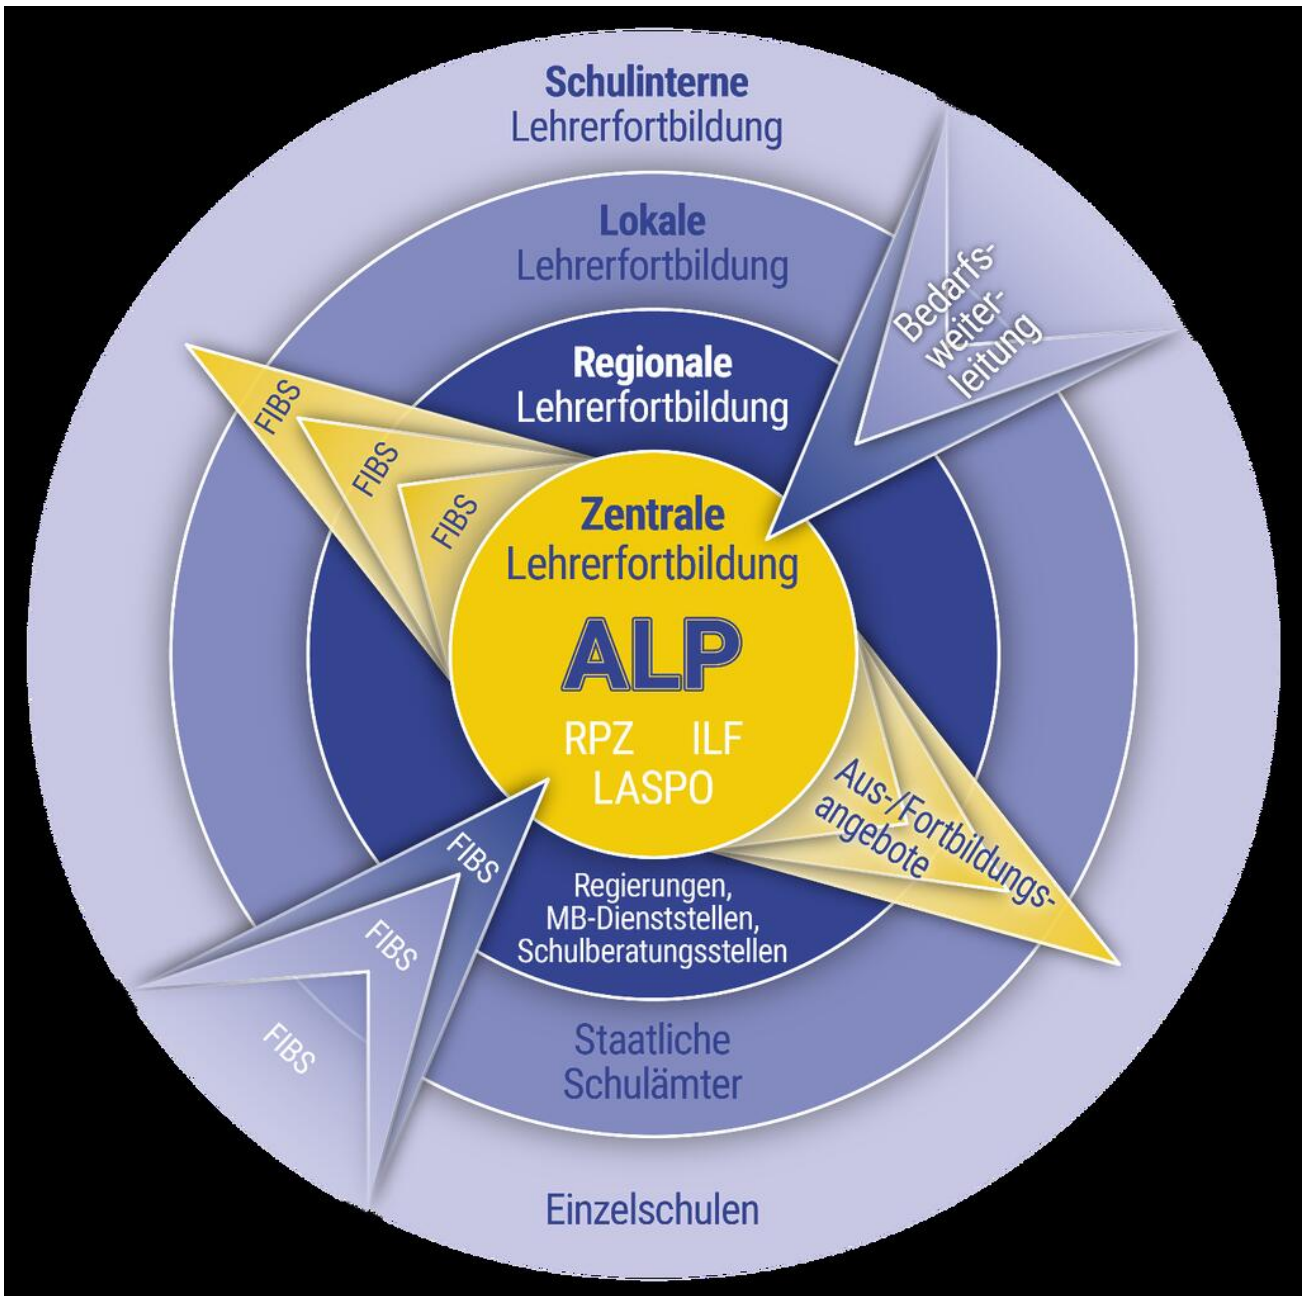 Schulinterne
Lehrerfortbildung
Lokale
Lehrerfortbildung
Bedarfs-
weiter-
leitung
Regionale
Lehrerfortbildung
FIBS
FIBS
FIBS
Zentrale
Lehrerfortbildung
ALP
RPZ ILF
LASPO
Aus-/Fortbildungs-
angebote
FIBS
FIBS
FIBS
Regierungen,
MB-Dienststellen,
Schulberatungsstellen
Staatliche
Schulämter
Einzelschulen